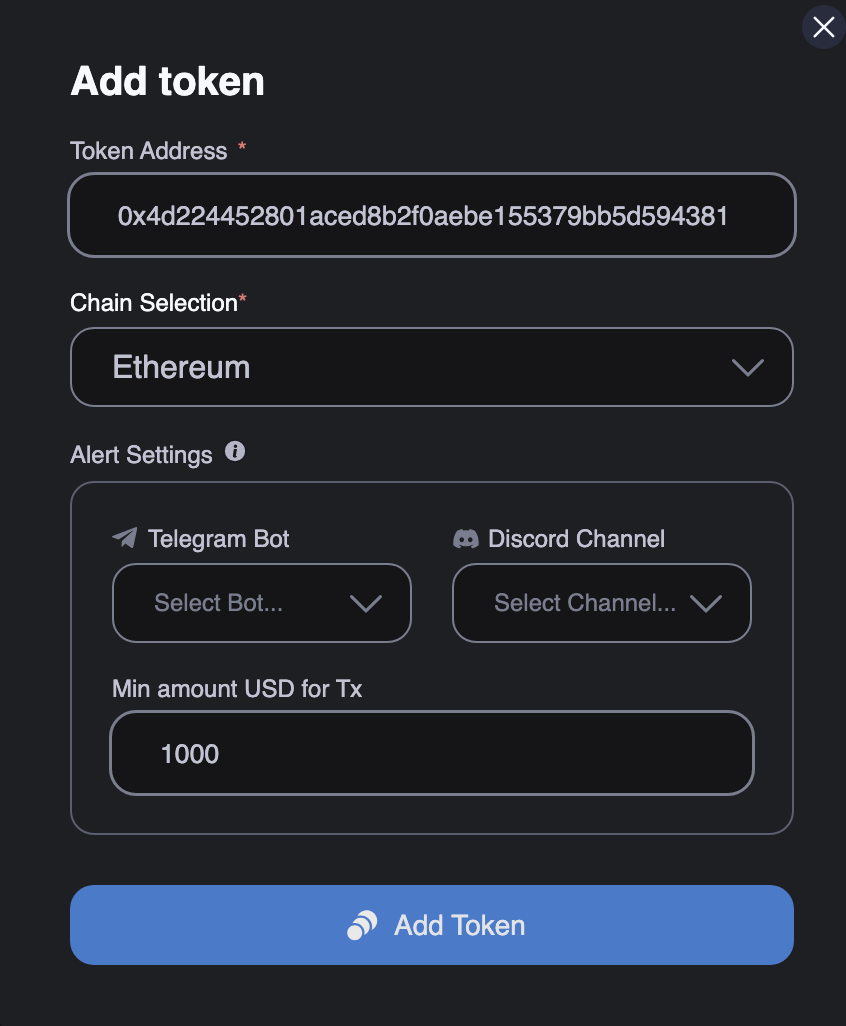 Add token
Token Address *
0x4d224452801aced8b2f0aebe155379bb5d594381
Chain Selection*
Ethereum
Alert Settings
Telegram Bot
Discord Channel
Select Bot...
Select Channel...
Min amount USD for Tx
1000
Add Token